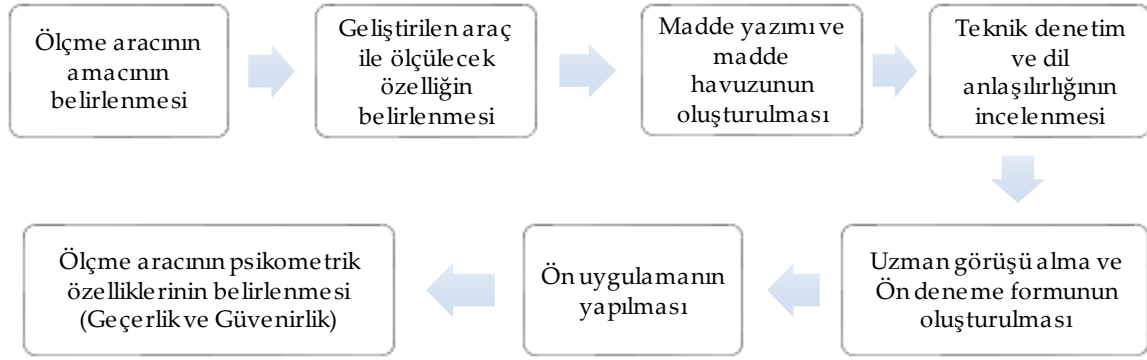 Ölçme aracının
amacının
belirlenmesi
Geliştirilen araç
ile ölçülecek
özelliğin
belirlenmesi
Madde yazımı ve
madde
havuzunun
oluşturulması
Teknik denetim
ve dil
anlaşılırlığının
incelenmesi
Uzman görüşü alma ve
Ön deneme formunun
oluşturulması
Ön uygulamanın
yapılması
Ölçme aracının psikometrik
özelliklerinin belirlenmesi
(Geçerlik ve Güvenirlik)